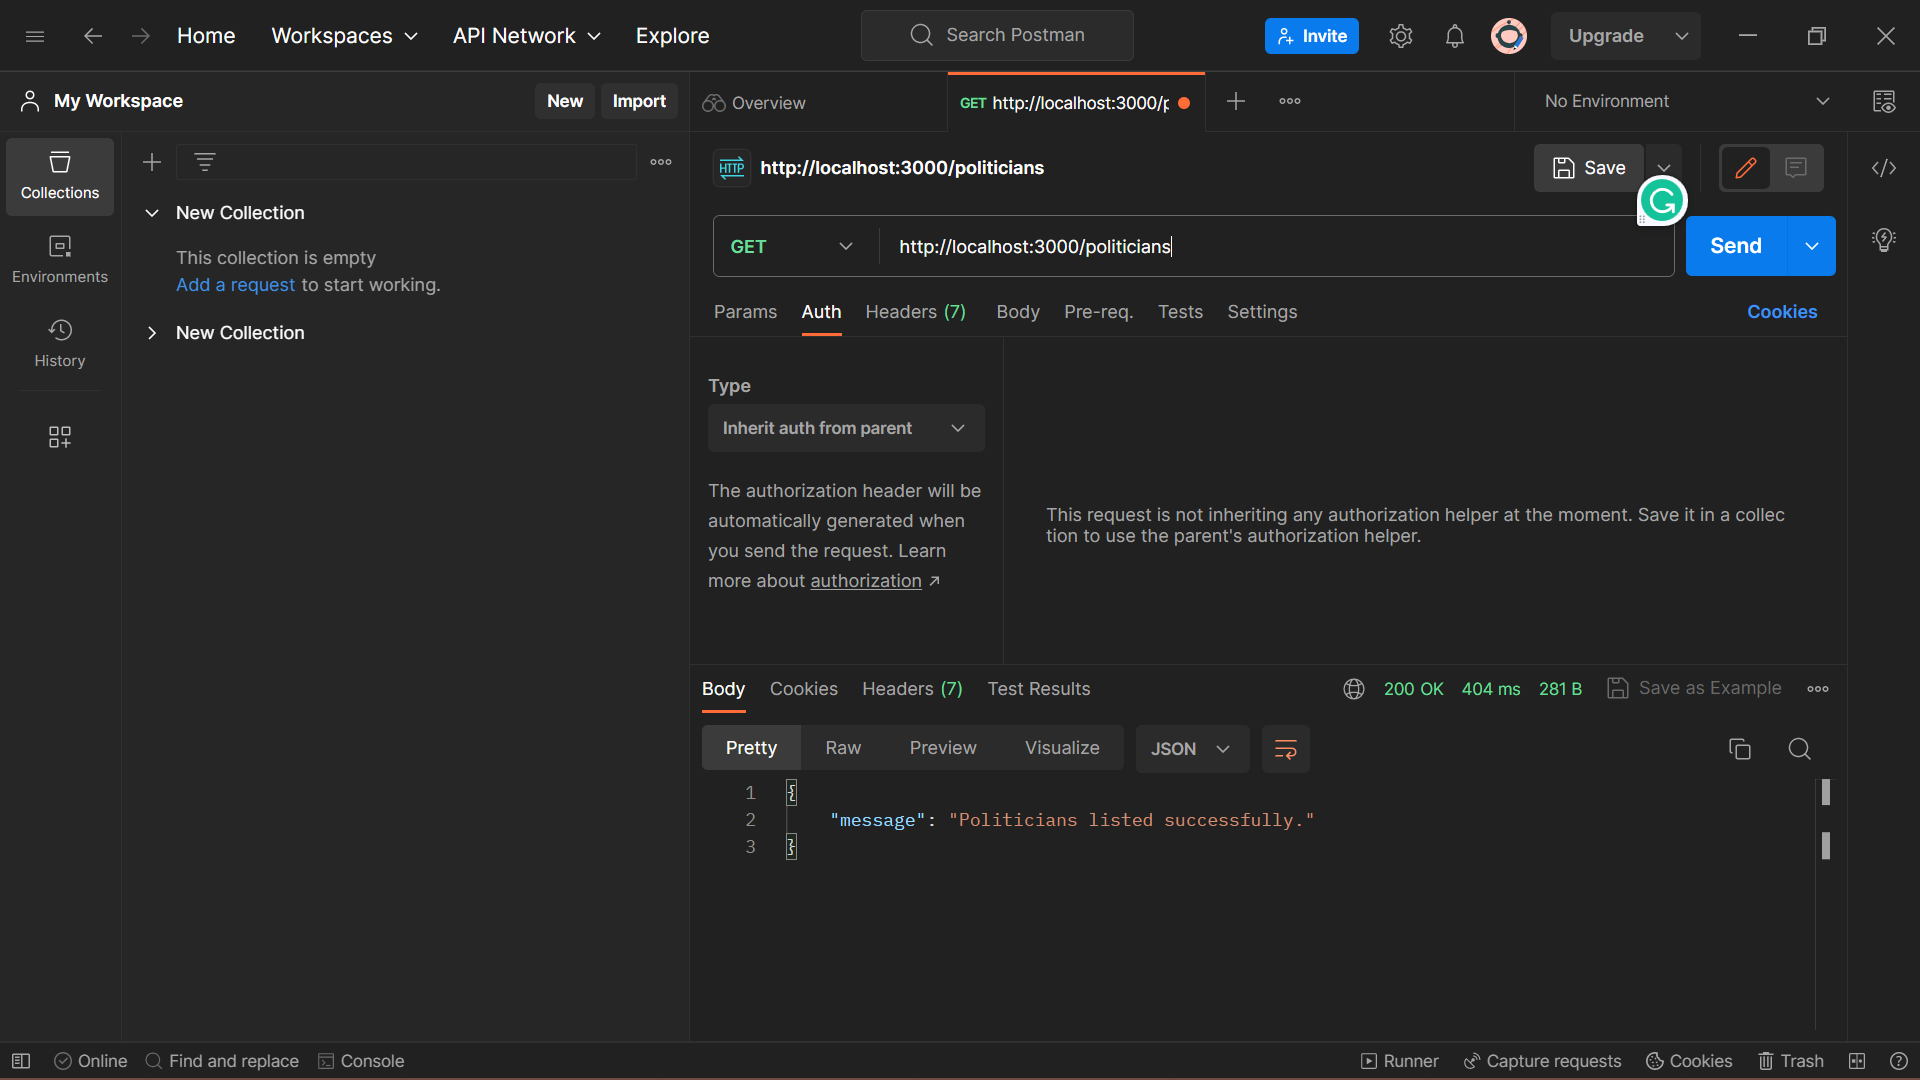 Home
Workspaces
API Network
Explore
Search Postman
Invite
Upgrade
My Workspace
New
Import
Overview
GET http://localhost:3000/p
No Environment
Collections
Environments
History
New Collection
This collection is empty
Add a request to start working.
New Collection
HTTP
http://localhost:3000/politicians
Save
GET
http://localhost:3000/politicians
Send
Params
Auth
Headers (7)
Body
Pre-req.
Tests
Settings
Cookies
Type
Inherit auth from parent
The authorization header will be
automatically generated when
you send the request. Learn
more about authorization ↗
This request is not inheriting any authorization helper at the moment. Save it in a collec
tion to use the parent's authorization helper.
Body
Cookies
Headers (7)
Test Results
200 OK
404 ms
281 B
Save as Example
Pretty
Raw
Preview
Visualize
JSON
1 {
2 "message": "Politicians listed successfully."
3 }
Online
Find and replace
Console
Runner
Capture requests
Cookies
Trash